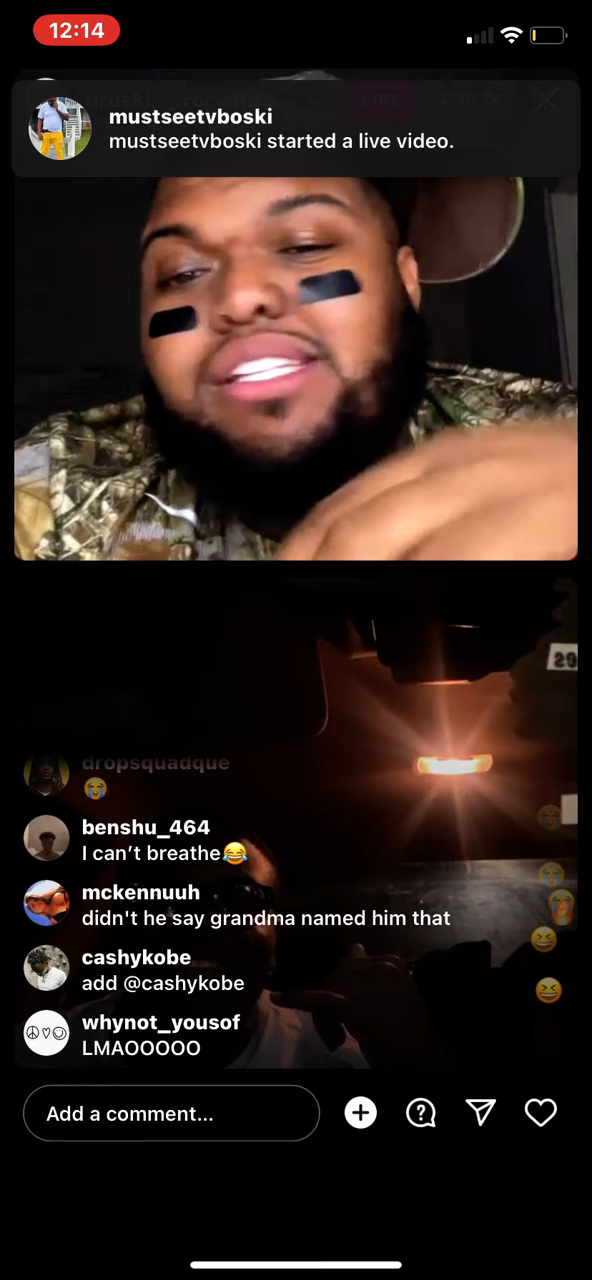 12:14
LIVE
mustseetvboski
mustseetvboski started a live video.
29
dropsquadque
😭
benshu_464
I can’t breathe😂
mckennuuh
didn't he say grandma named him that
cashykobe
add @cashykobe
whynot_yousof
LMAOOOOO
Add a comment...